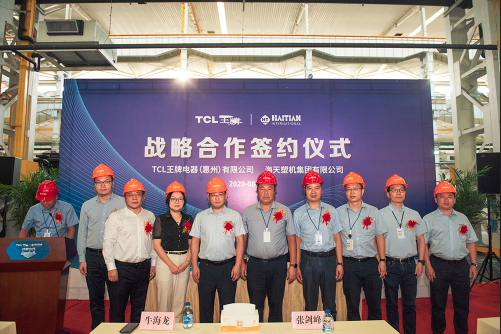 TCL王牌 HAITIAN
INTERNATIONAL
战略合作签约仪式
TCL王牌电器(惠州)有限公司 海天塑机集团有限公司
牛海龙 张剑峰